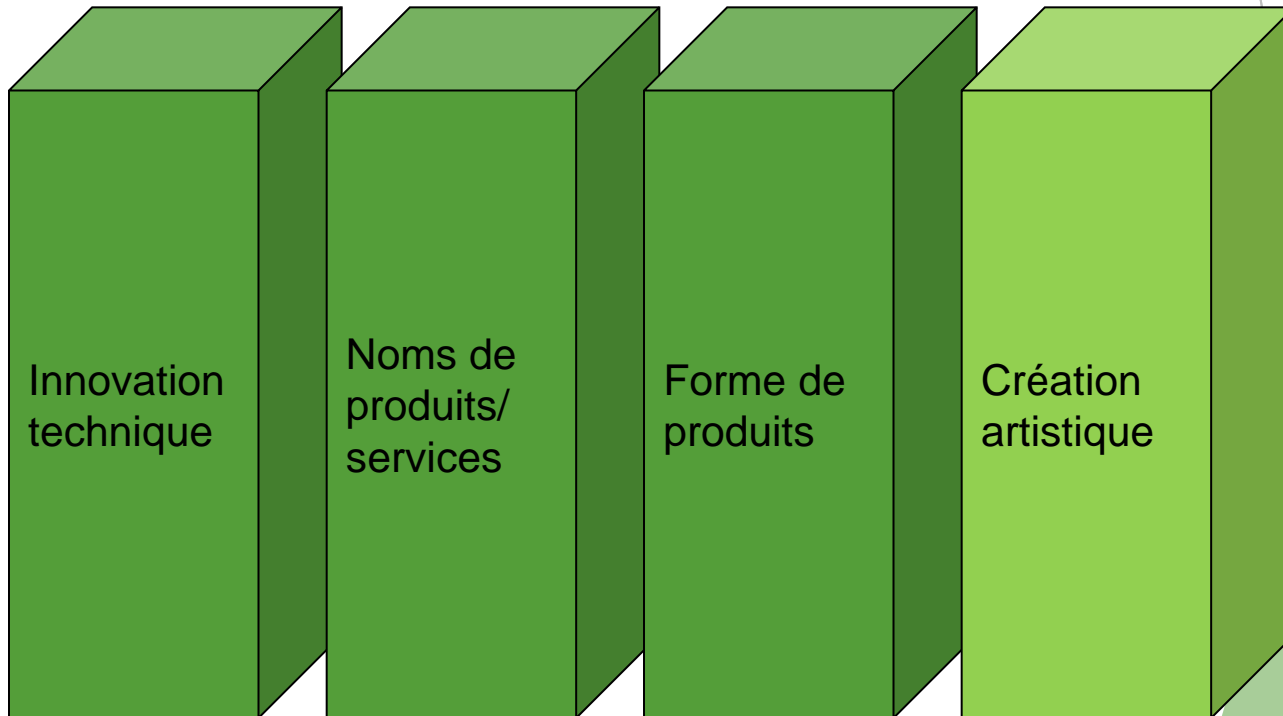 Innovation
technique
Noms de
produits/
services
Forme de
produits
Création
artistique